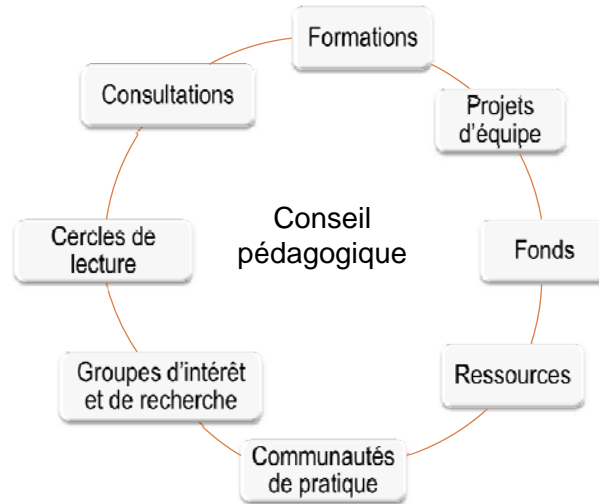 Formations
Projets
d'équipe
Fonds
Ressources
Communautés
de pratique
Groupes d'intérêt
et de recherche
Cercles de
lecture
Consultations
Conseil
pédagogique